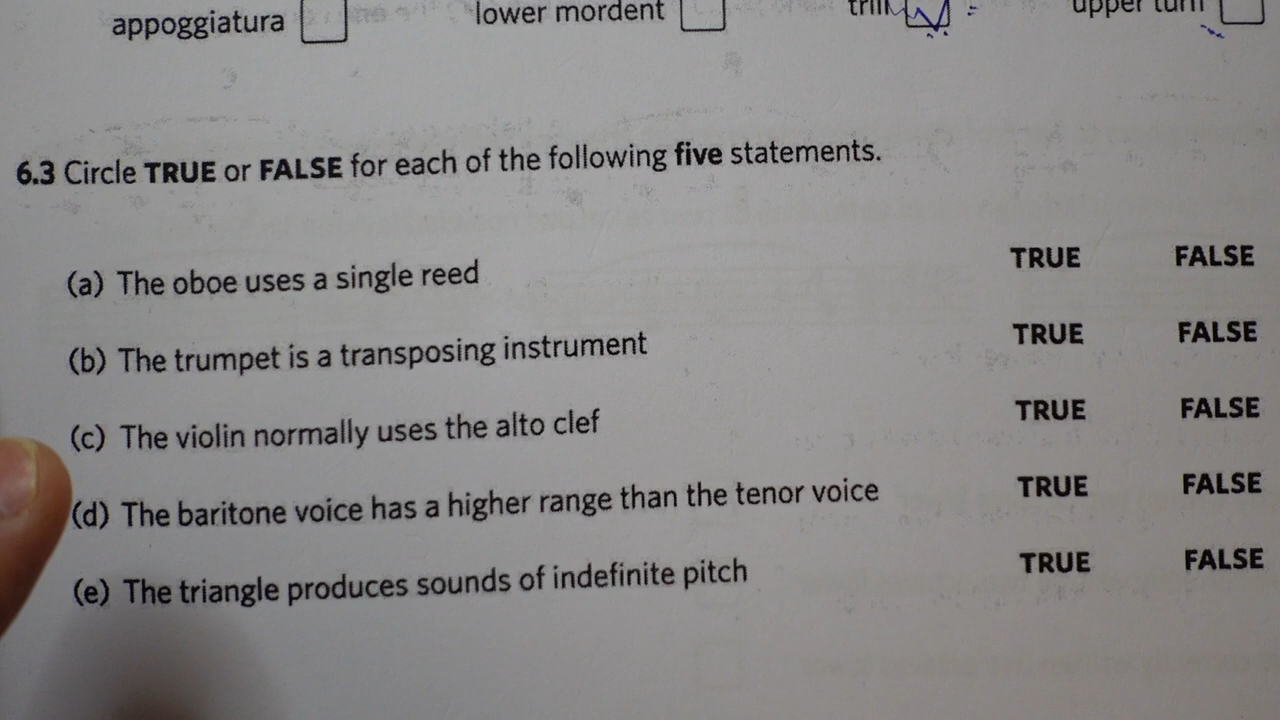 appoggiatura lower mordent trill upper turn
6.3 Circle TRUE or FALSE for each of the following five statements.
(a) The oboe uses a single reed TRUE FALSE
(b) The trumpet is a transposing instrument TRUE FALSE
(c) The violin normally uses the alto clef TRUE FALSE
(d) The baritone voice has a higher range than the tenor voice TRUE FALSE
(e) The triangle produces sounds of indefinite pitch TRUE FALSE